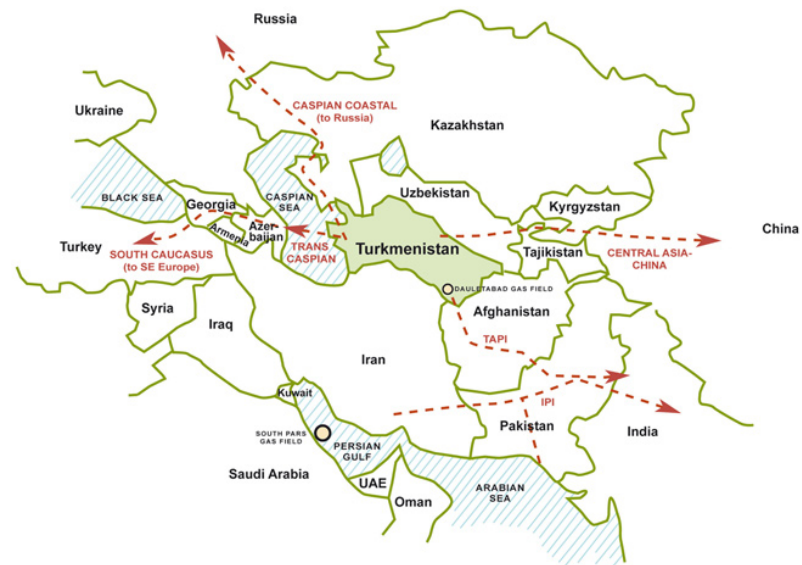 Russia
Ukraine
CASPIAN COASTAL
(to Russia)
Kazakhstan
BLACK SEA
Georgia
CASPIAN
SEA
Uzbekistan
Kyrgyzstan
Armenia
Azer
baijan
China
Turkey
SOUTH CAUCASUS
(to SE Europe)
TRANS
CASPIAN
Turkmenistan
Tajikistan
CENTRAL ASIA-
CHINA
DAULETABAD GAS FIELD
Syria
Afghanistan
Iraq
TAPI
Iran
Kuwait
IPI
Pakistan
India
SOUTH PARS
GAS FIELD
PERSIAN
GULF
Saudi Arabia
UAE
Oman
ARABIAN
SEA